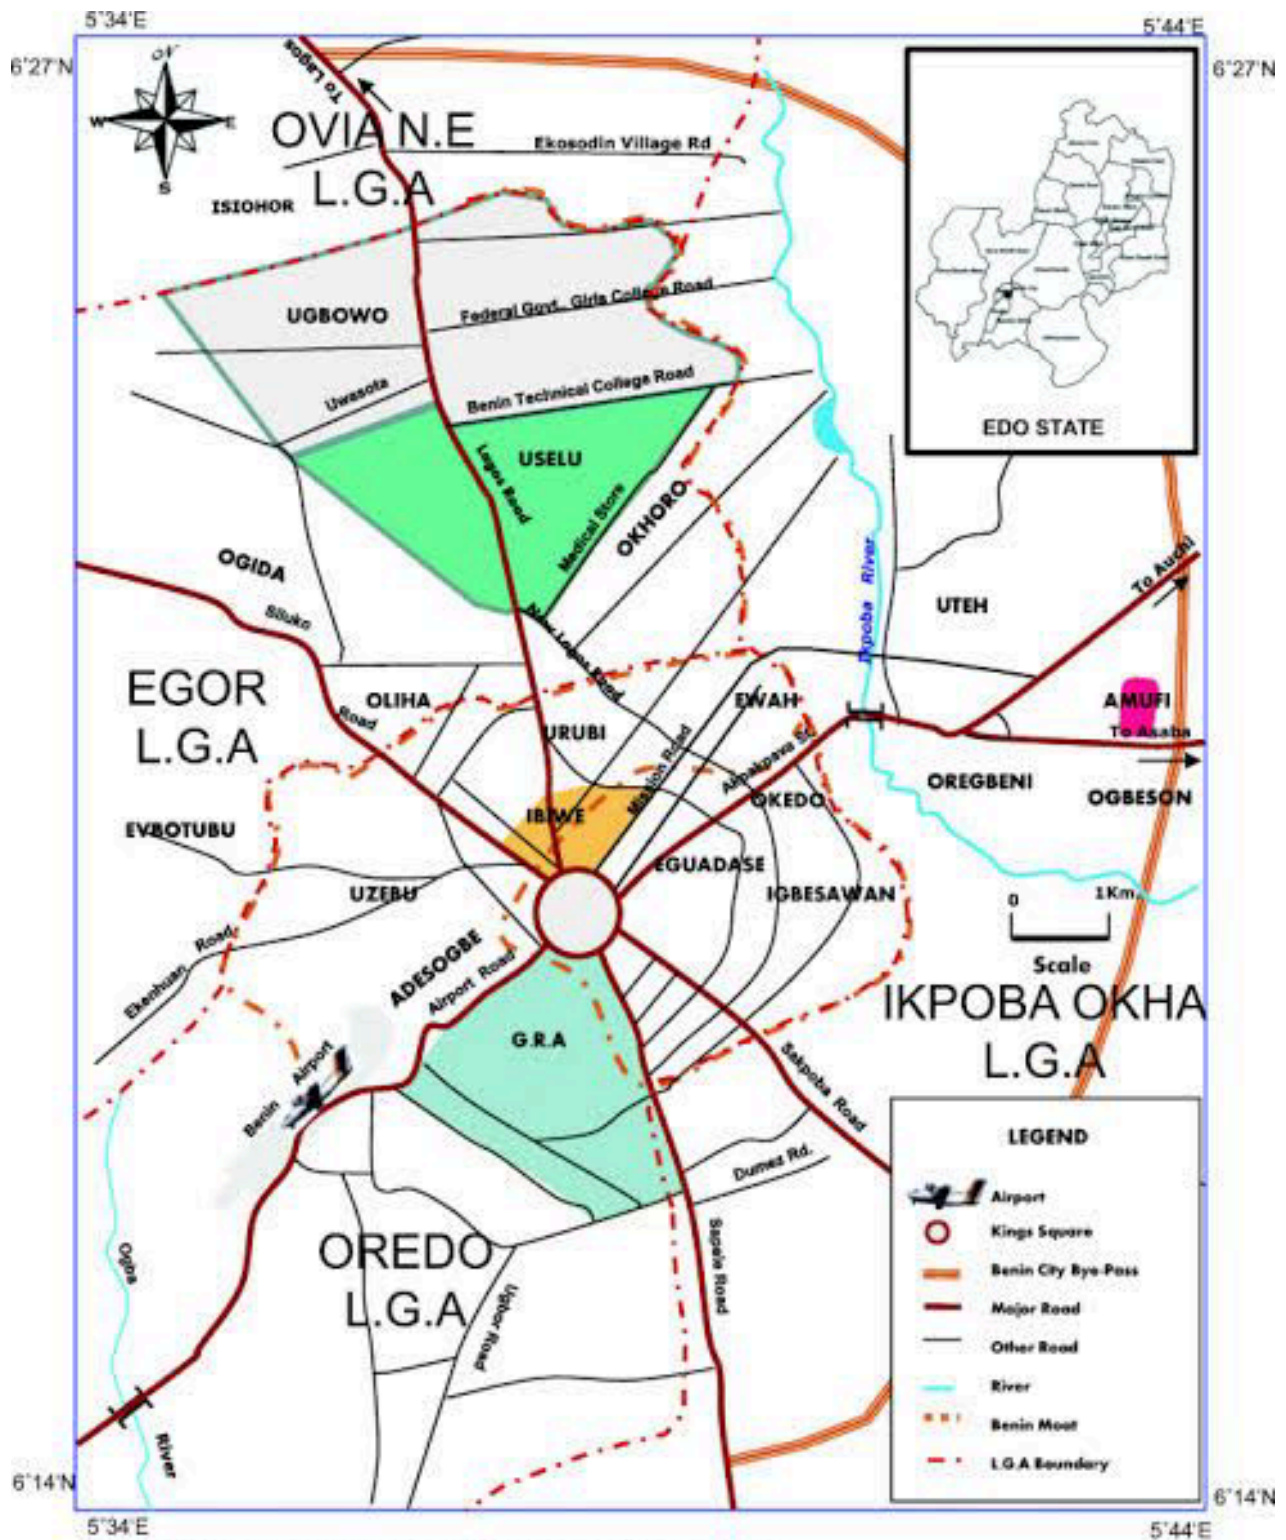 5°34'E
5°44'E
6°27'N
6°27'N
N
W
E
S
To Lagos
OVIA N.E
L.G.A
Ekosodin Village Rd
ISIOHOR
UGBOWO
Federal Govt.. Girls College Road
Uwasota
Benin Technical College Road
EDO STATE
USELU
Lagos Road
Medical Store
OKHORO
OGIDA
Siluko
Road
New Lagos Road
Ikpoba River
UTEH
To Auchi
EGOR
L.G.A
OLIHA
URUBI
EWAH
AMUFI
To Asaba
Mission Road
Akpakpava St.
IBIWE
OKEDO
OREGBENI
OGBESON
EVBOTUBU
UZEBU
EGUADASE
IGBESAWAN
0 1Km
Scale
Ekenhuan Road
ADESOGBE
Airport Road
IKPOBA OKHA
L.G.A
G.R.A
Benin Airport
Sakpoba Road
Dumez Rd.
OREDO
L.G.A
Ogba
River
Ugbor Road
Sapele Road
LEGEND
Airport
Kings Square
Benin City Bye-Pass
Major Road
Other Road
River
Benin Moat
L.G.A Boundary
6°14'N
6°14'N
5°34'E
5°44'E